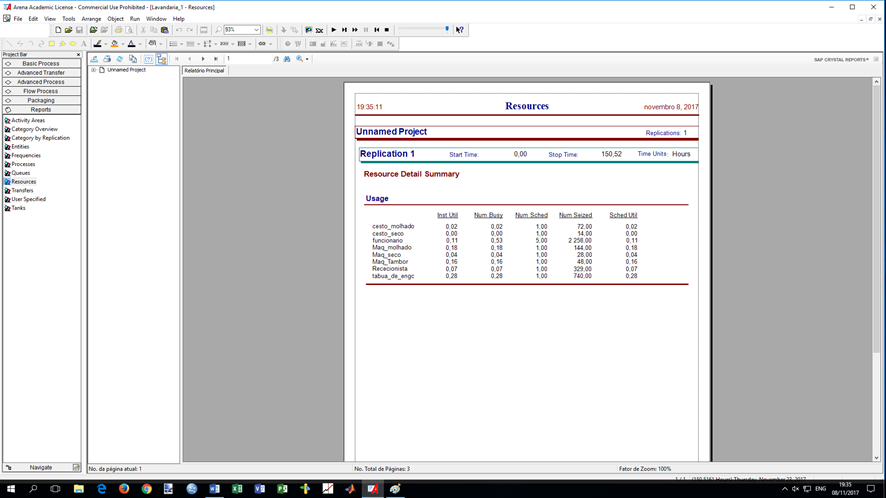 Arena Academic License - Commercial Use Prohibited - [Lavandaria_1 - Resources]
File Edit View Tools Arrange Object Run Window Help
93%
Project Bar
Basic Process
Advanced Transfer
Advanced Process
Flow Process
Packaging
Reports
Activity Areas
Category Overview
Category by Replication
Entities
Frequencies
Processes
Queues
Resources
Transfers
User Specified
Tanks
Navigate
1 /3
SAP CRYSTAL REPORTS®
Unnamed Project
Relatório Principal
19:35:11 Resources novembro 8, 2017
Unnamed Project Replications: 1
Replication 1 Start Time: 0,00 Stop Time: 150,52 Time Units: Hours
Resource Detail Summary
Usage
Inst Util Num Busy Num Sched Num Seized Sched Util
cesto_molhado 0,02 0,02 1,00 72,00 0,02
cesto_seco 0,00 0,00 1,00 14,00 0,00
funcionario 0,11 0,53 5,00 2 258,00 0,11
Maq_molhado 0,18 0,18 1,00 144,00 0,18
Maq_seco 0,04 0,04 1,00 28,00 0,04
Maq_Tambor 0,16 0,16 1,00 48,00 0,16
Rececionista 0,07 0,07 1,00 329,00 0,07
tabua_de_engc 0,28 0,28 1,00 740,00 0,28
No. da página atual: 1 No. Total de Páginas: 3 Fator de Zoom: 100%
ENG
19:35
08/11/2017